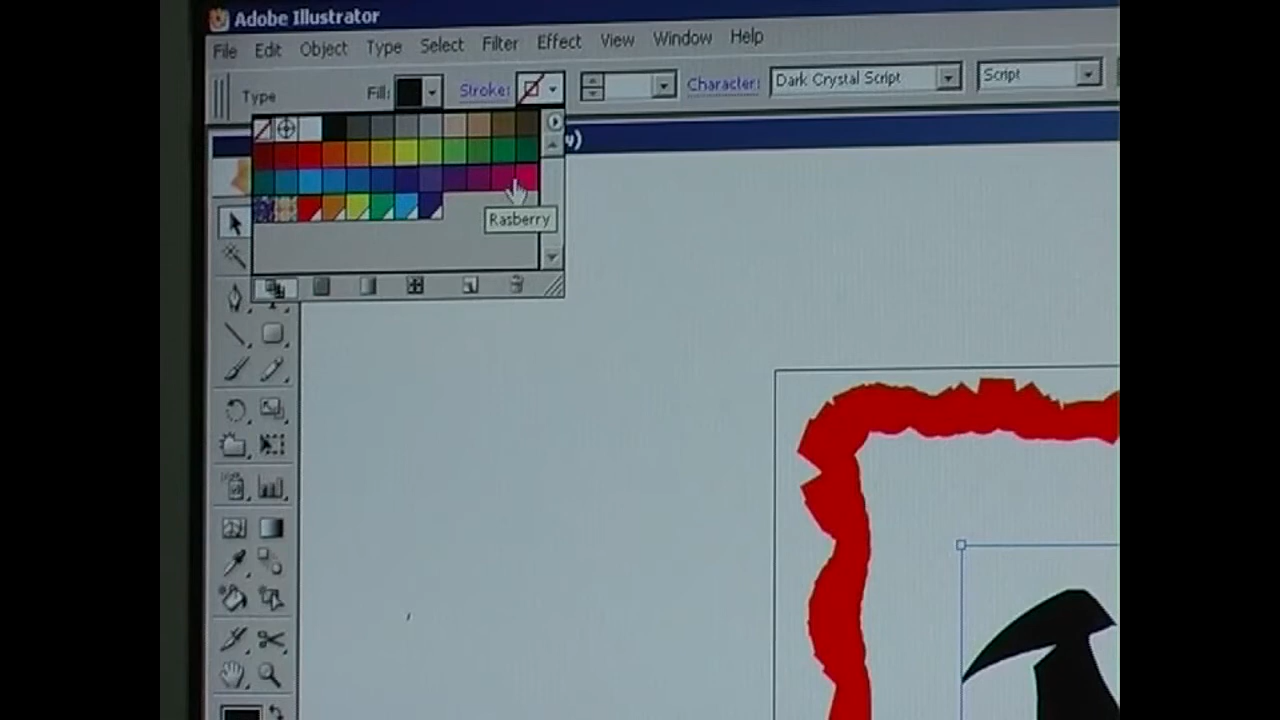 Adobe Illustrator
File Edit Object Type Select Filter Effect View Window Help
Type Fill: Stroke: Character: Dark Crystal Script Script
Rasberry